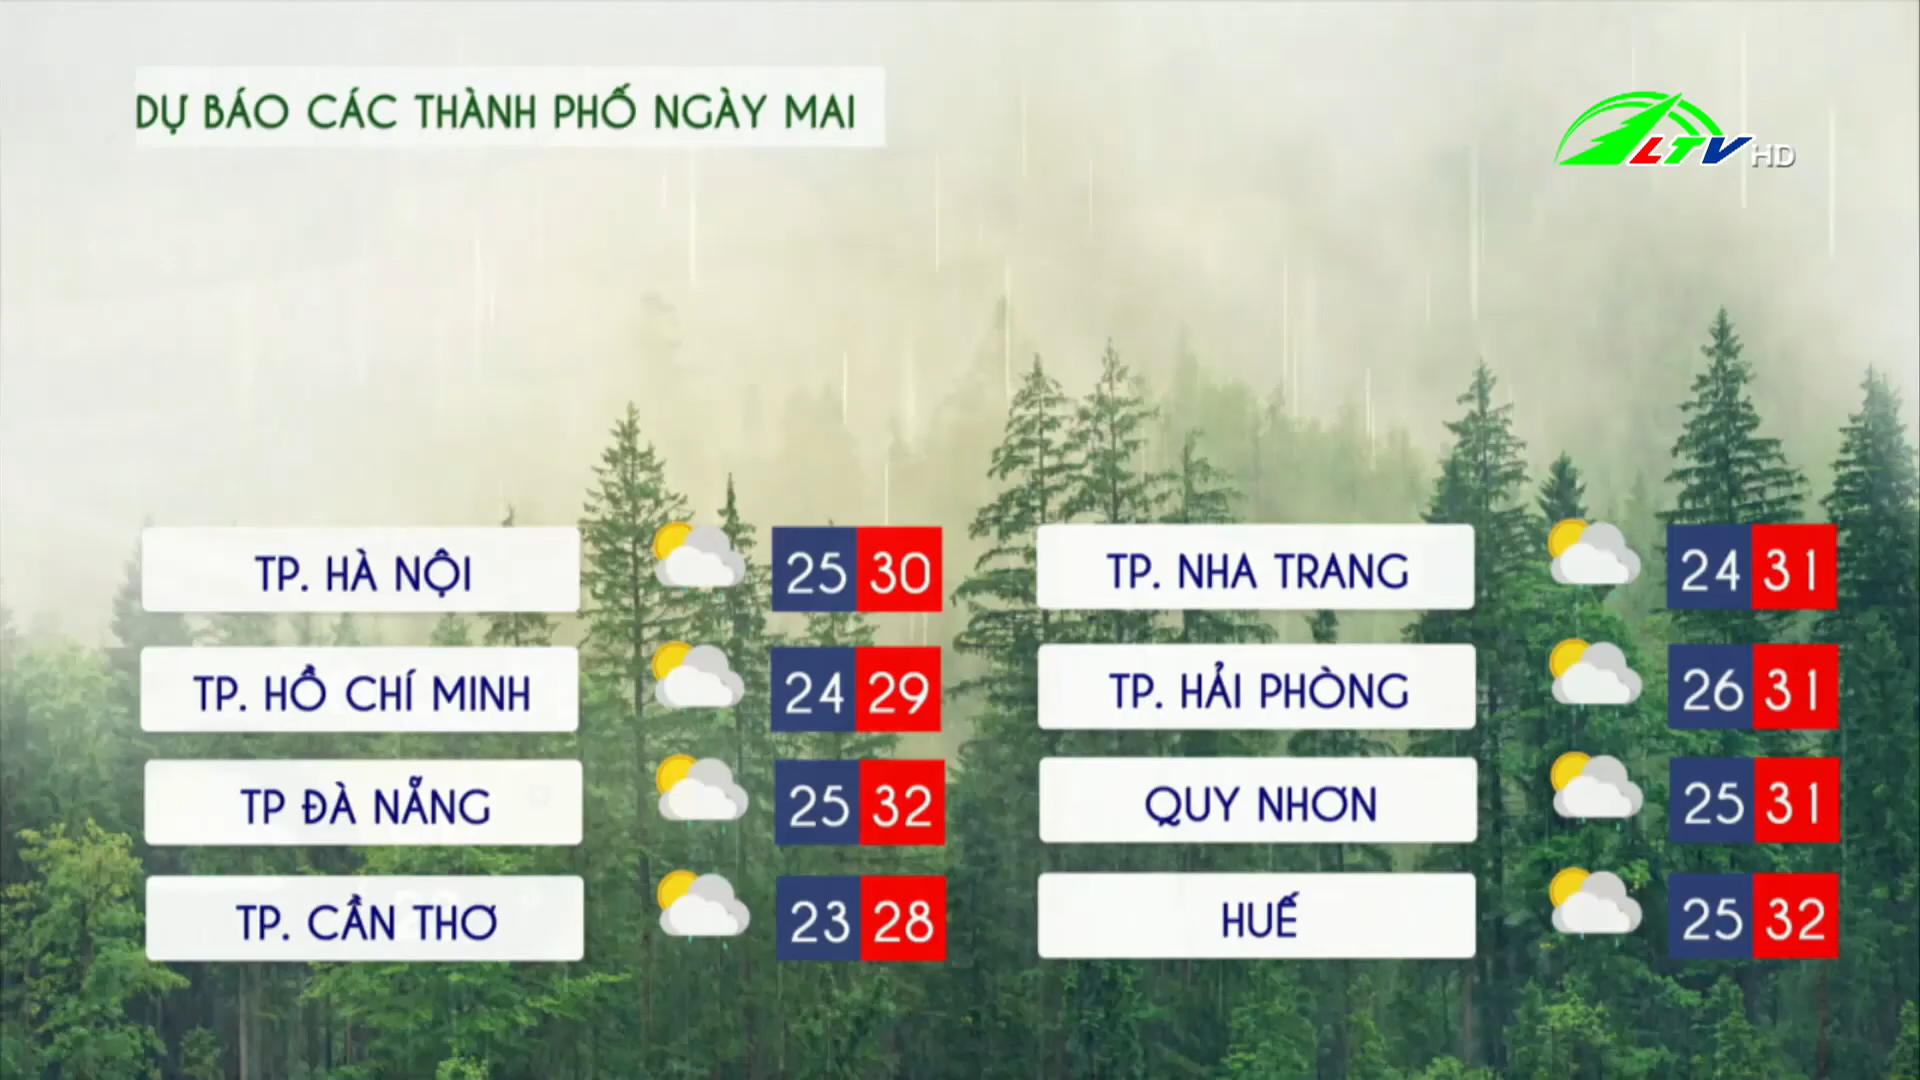 DỰ BÁO CÁC THÀNH PHỐ NGÀY MAI
LTV HD
TP. HÀ NỘI 25 30
TP. HỒ CHÍ MINH 24 29
TP ĐÀ NẴNG 25 32
TP. CẦN THƠ 23 28
TP. NHA TRANG 24 31
TP. HẢI PHÒNG 26 31
QUY NHƠN 25 31
HUẾ 25 32